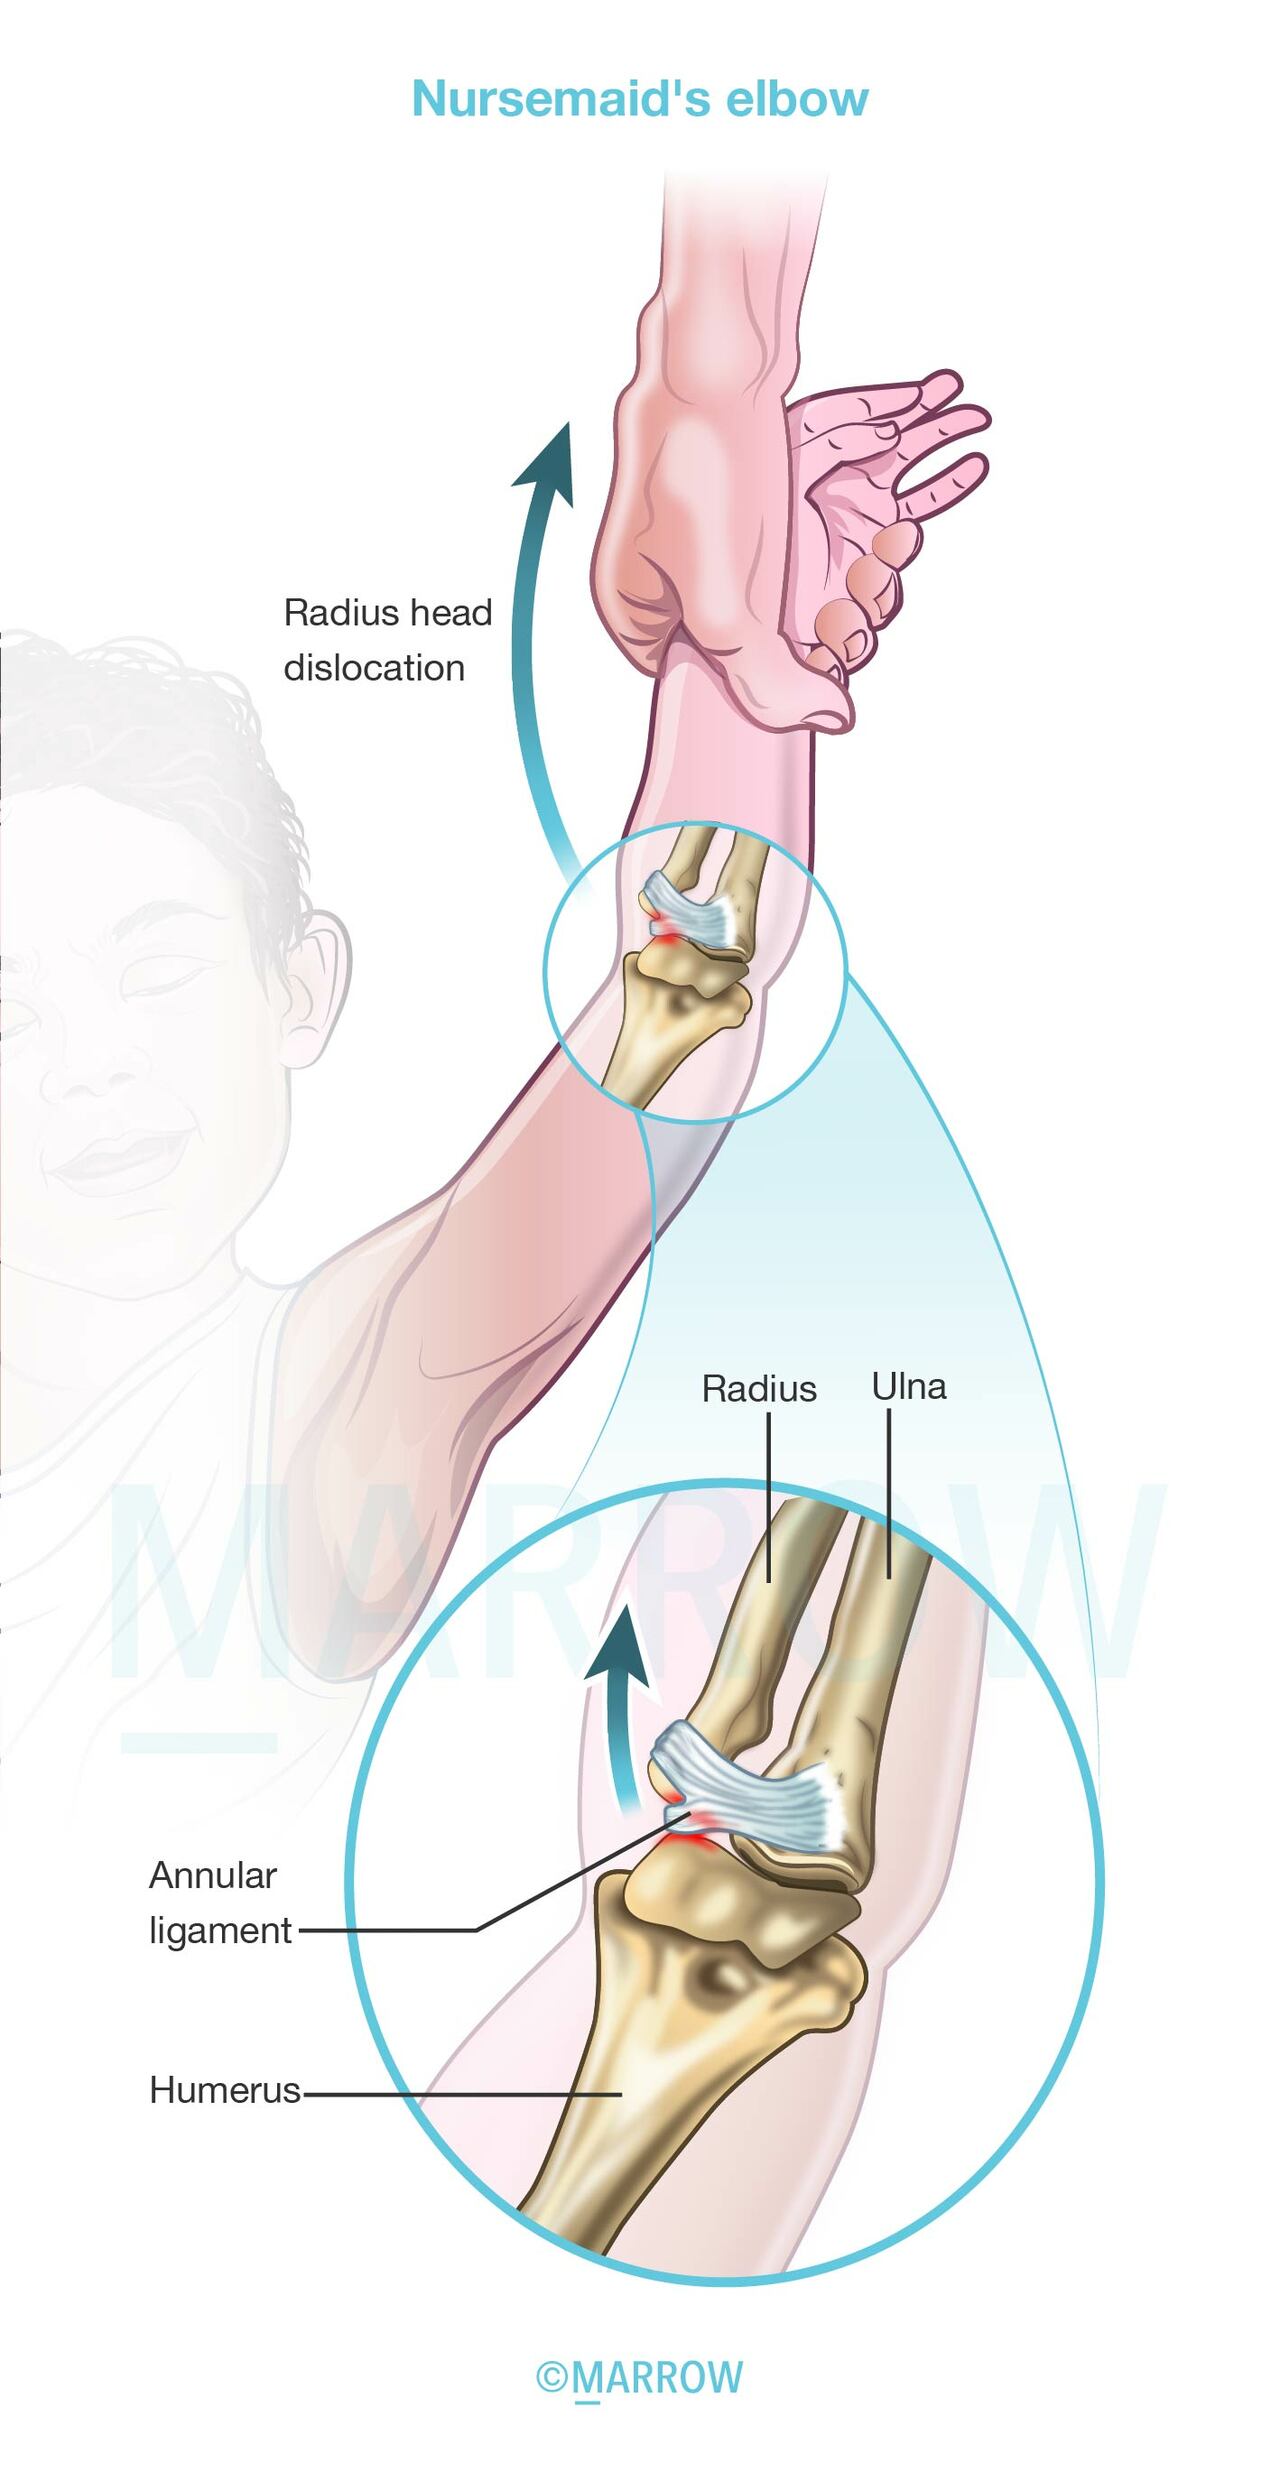 Nursemaid's elbow
Radius head
dislocation
Radius Ulna
MARROW
Annular
ligament
Humerus
©MARROW